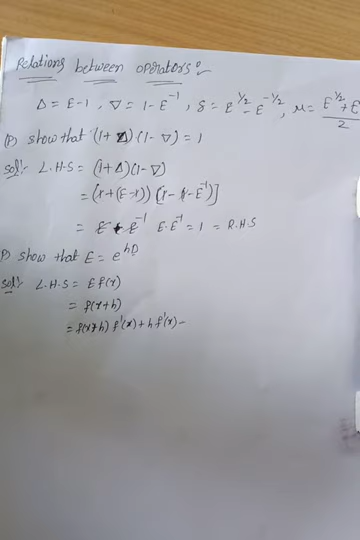 Relations between operators:-
Δ = E-1, ∇ = 1-E⁻¹, δ = E^1/2 - E^-1/2, μ = E^1/2 + E / 2
(P) show that (1+Δ)(1-∇) = 1
Sol:- L.H.S = (1+Δ)(1-∇)
= (1+(E-1)) [1-1-E⁻¹)]
= E E⁻¹ E.E⁻¹ = 1 = R.H.S
P) show that E = e^hD
Sol:- L.H.S = E f(x)
= f(x+h)
= f(x+h) f'(x) + h f'(x) -